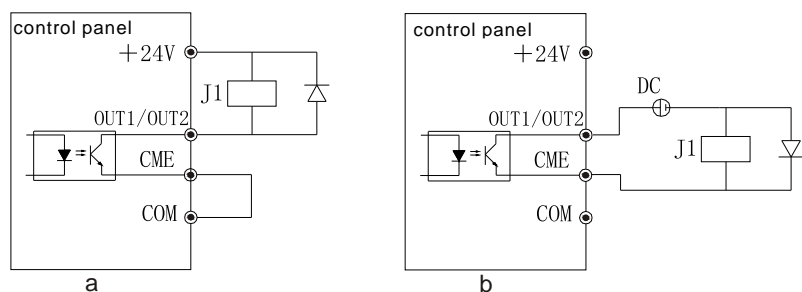 control panel
+24V
J1
OUT1/OUT2
CME
COM
a
control panel
+24V
DC
OUT1/OUT2
J1
CME
COM
b